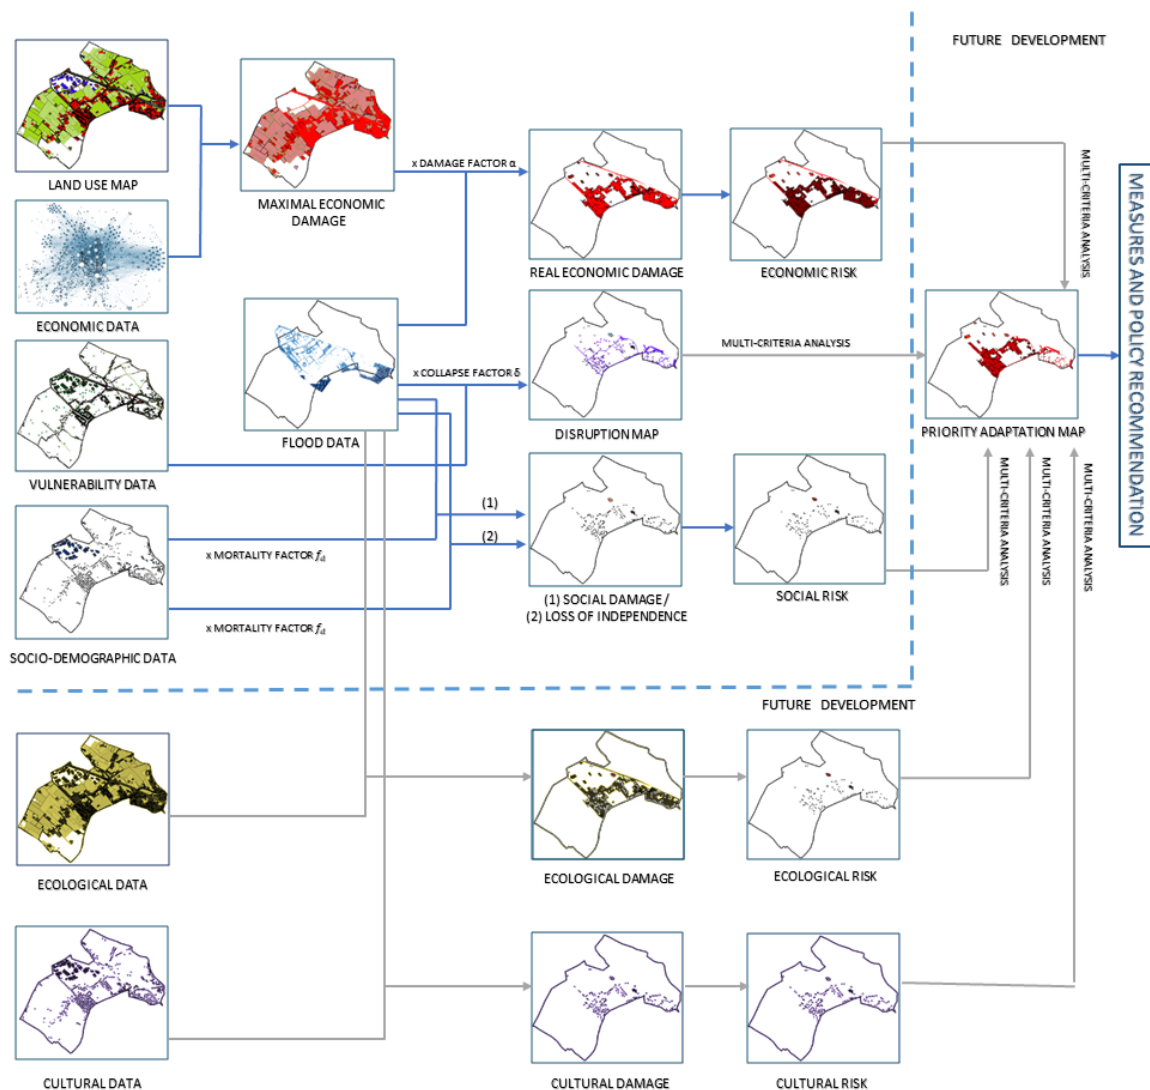 FUTURE DEVELOPMENT
LAND USE MAP
MAXIMAL ECONOMIC
DAMAGE
x DAMAGE FACTOR α
REAL ECONOMIC DAMAGE
ECONOMIC RISK
MULTI-CRITERIA ANALYSIS
MEASURES AND POLICY RECOMMENDATION
ECONOMIC DATA
FLOOD DATA
x COLLAPSE FACTOR δ
DISRUPTION MAP
MULTI-CRITERIA ANALYSIS
PRIORITY ADAPTATION MAP
VULNERABILITY DATA
(1)
(2)
x MORTALITY FACTOR fd
x MORTALITY FACTOR fd
(1) SOCIAL DAMAGE /
(2) LOSS OF INDEPENDENCE
SOCIAL RISK
MULTI-CRITERIA ANALYSIS
MULTI-CRITERIA ANALYSIS
MULTI-CRITERIA ANALYSIS
SOCIO-DEMOGRAPHIC DATA
FUTURE DEVELOPMENT
ECOLOGICAL DATA
ECOLOGICAL DAMAGE
ECOLOGICAL RISK
CULTURAL DATA
CULTURAL DAMAGE
CULTURAL RISK